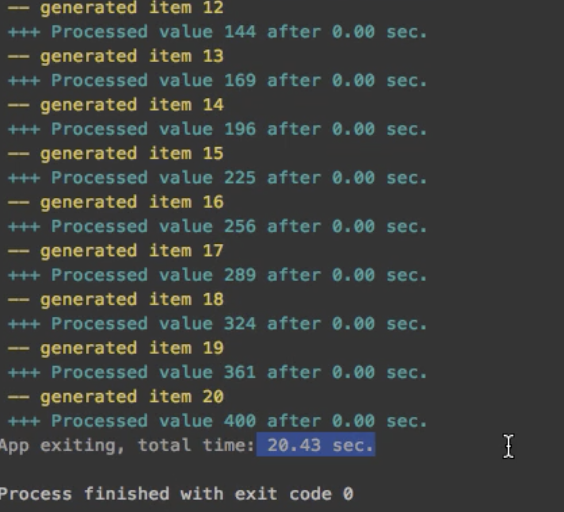 -- generated item 12
+++ Processed value 144 after 0.00 sec.
-- generated item 13
+++ Processed value 169 after 0.00 sec.
-- generated item 14
+++ Processed value 196 after 0.00 sec.
-- generated item 15
+++ Processed value 225 after 0.00 sec.
-- generated item 16
+++ Processed value 256 after 0.00 sec.
-- generated item 17
+++ Processed value 289 after 0.00 sec.
-- generated item 18
+++ Processed value 324 after 0.00 sec.
-- generated item 19
+++ Processed value 361 after 0.00 sec.
-- generated item 20
+++ Processed value 400 after 0.00 sec.
App exiting, total time: 20.43 sec.
Process finished with exit code 0